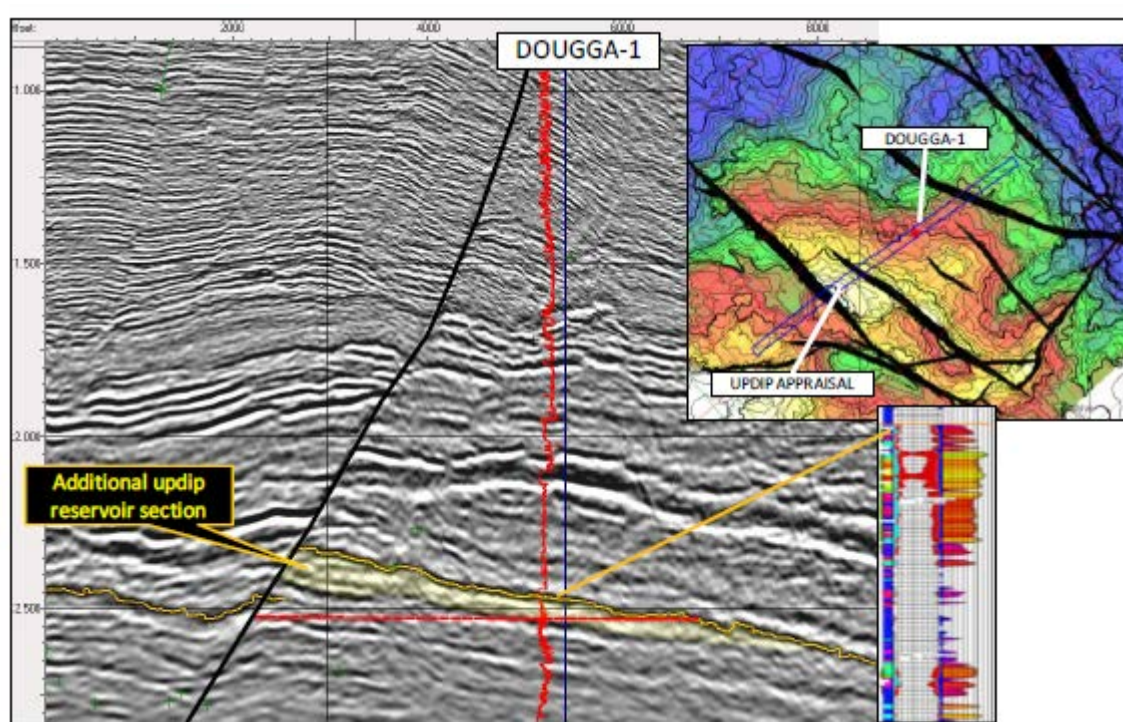 2000 4000 6000 8000
DOUGGA-1
1.000
1.500
2.000
2.500
Additional updip
reservoir section
DOUGGA-1
UPDIP APPRAISAL